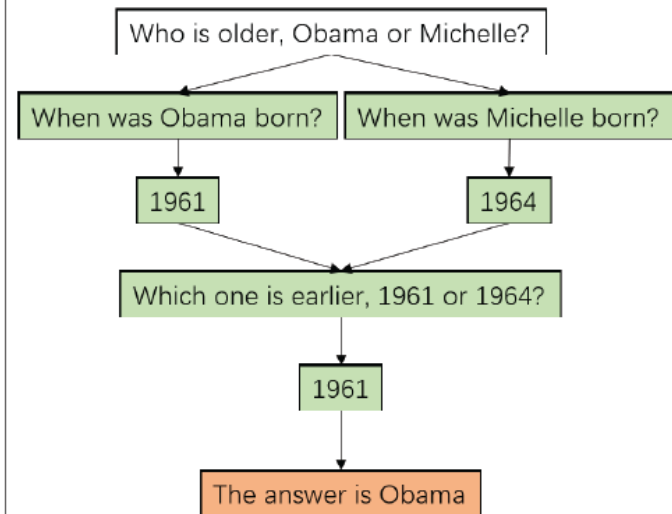 Who is older, Obama or Michelle?
When was Obama born?
When was Michelle born?
1961
1964
Which one is earlier, 1961 or 1964?
1961
The answer is Obama